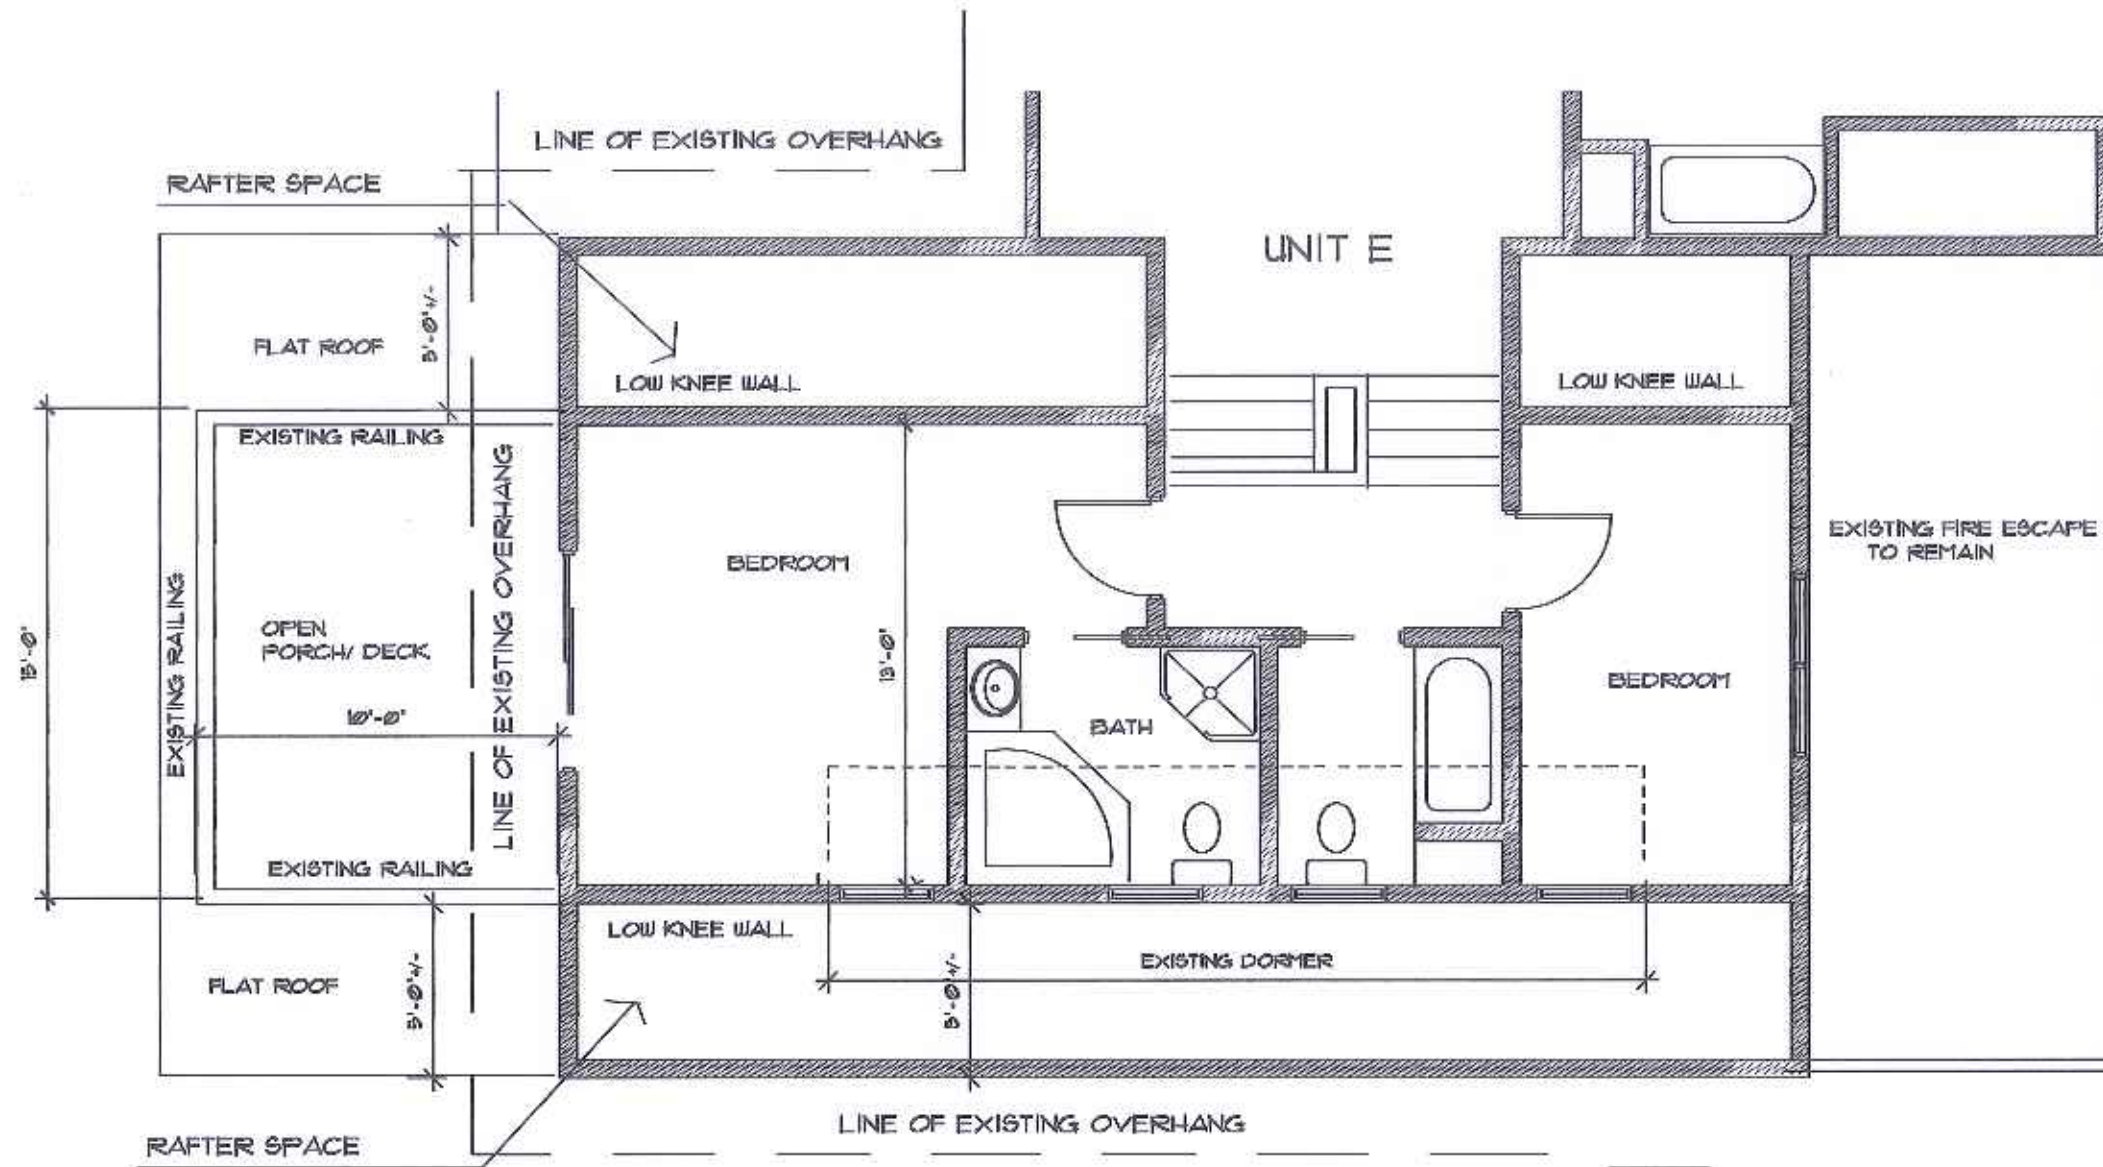 LINE OF EXISTING OVERHANG
RAFTER SPACE
UNIT E
FLAT ROOF
5'-0"+/-
LOW KNEE WALL
LOW KNEE WALL
EXISTING RAILING
LINE OF EXISTING OVERHANG
EXISTING FIRE ESCAPE
TO REMAIN
BEDROOM
EXISTING RAILING
OPEN
PORCH/ DECK
13'-0"
13'-0"
BEDROOM
10'-0"
BATH
EXISTING RAILING
LOW KNEE WALL
EXISTING DORMER
FLAT ROOF
5'-0"+/-
5'-0"+/-
LINE OF EXISTING OVERHANG
RAFTER SPACE